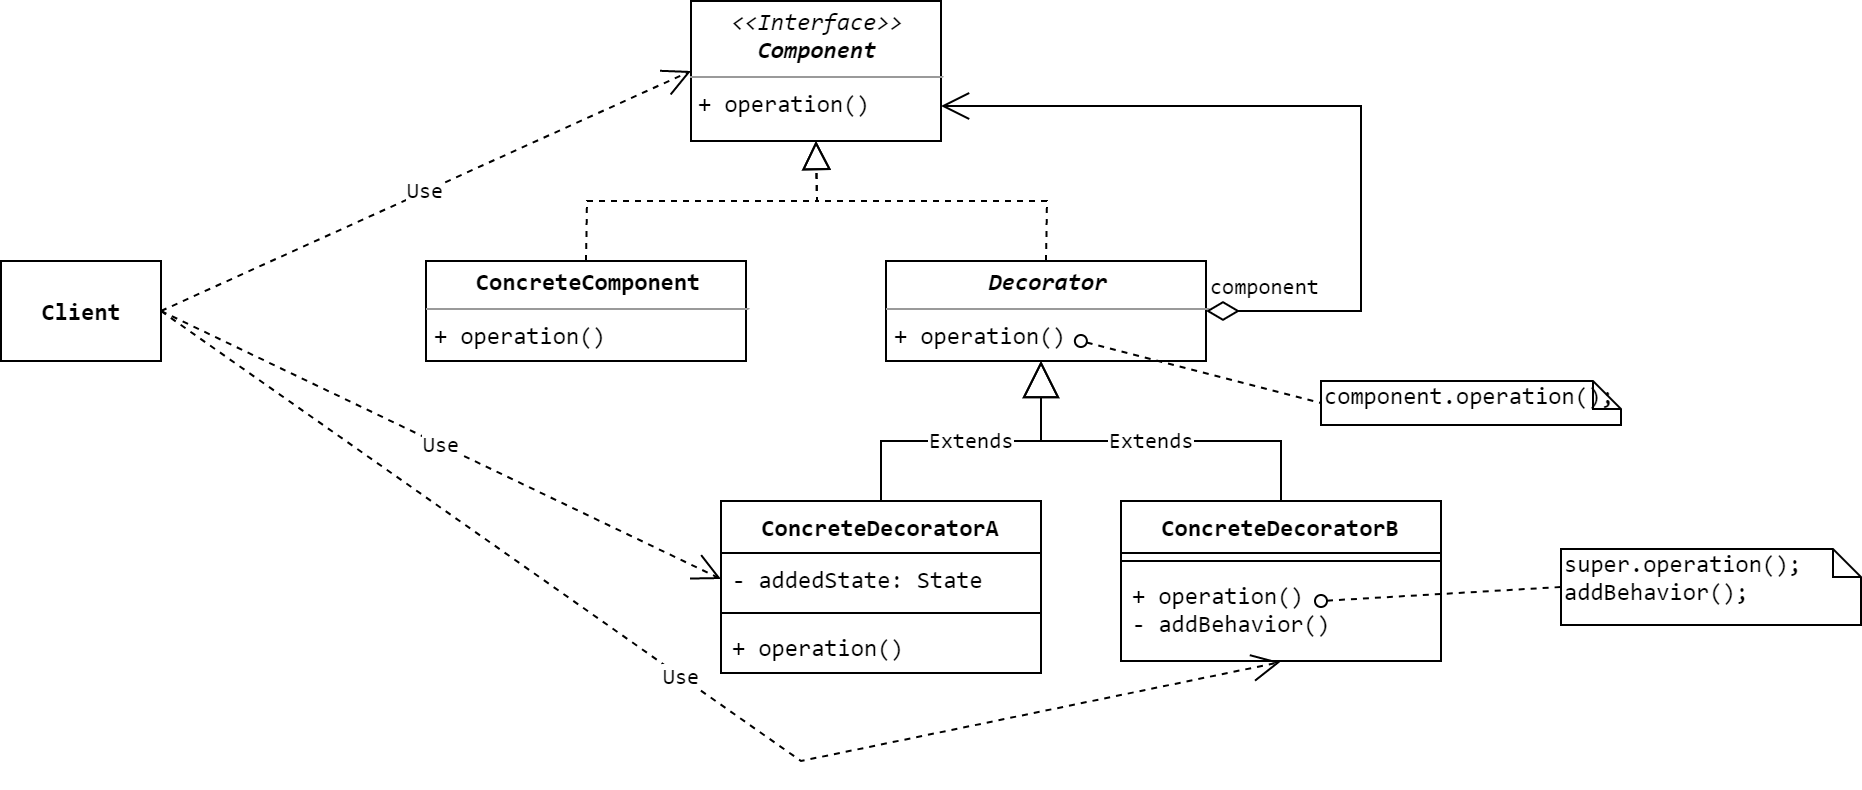 <<Interface>>
Component
+ operation()
Use
component
Client
ConcreteComponent
+ operation()
Decorator
+ operation()
component.operation();
Use
Extends
Extends
ConcreteDecoratorA
- addedState: State
+ operation()
ConcreteDecoratorB
+ operation()
- addBehavior()
super.operation();
addBehavior();
Use